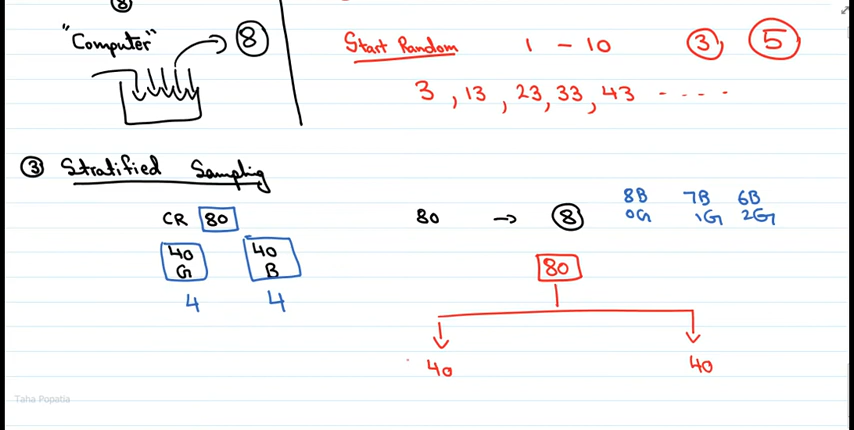 8
"Computer" 8
Start Random 1 – 10 3, 5
3, 13, 23, 33, 43 - - - -
3 Stratified Sampling
CR 80
40 G 40 B
4 4
80 → 8
8B 7B 6B
0G 1G 2G
80
40 40
Taha Popatia